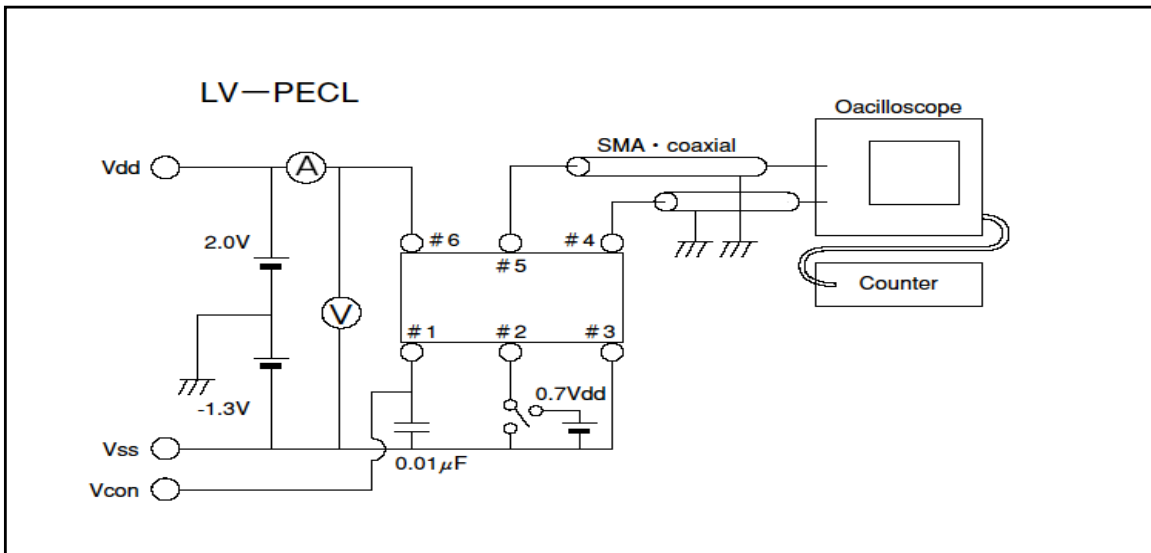 LV－PECL
Oacilloscope
SMA・coaxial
Vdd
A
2.0V
#6
#5
#4
Counter
V
#1
#2
#3
0.7Vdd
-1.3V
Vss
0.01μF
Vcon